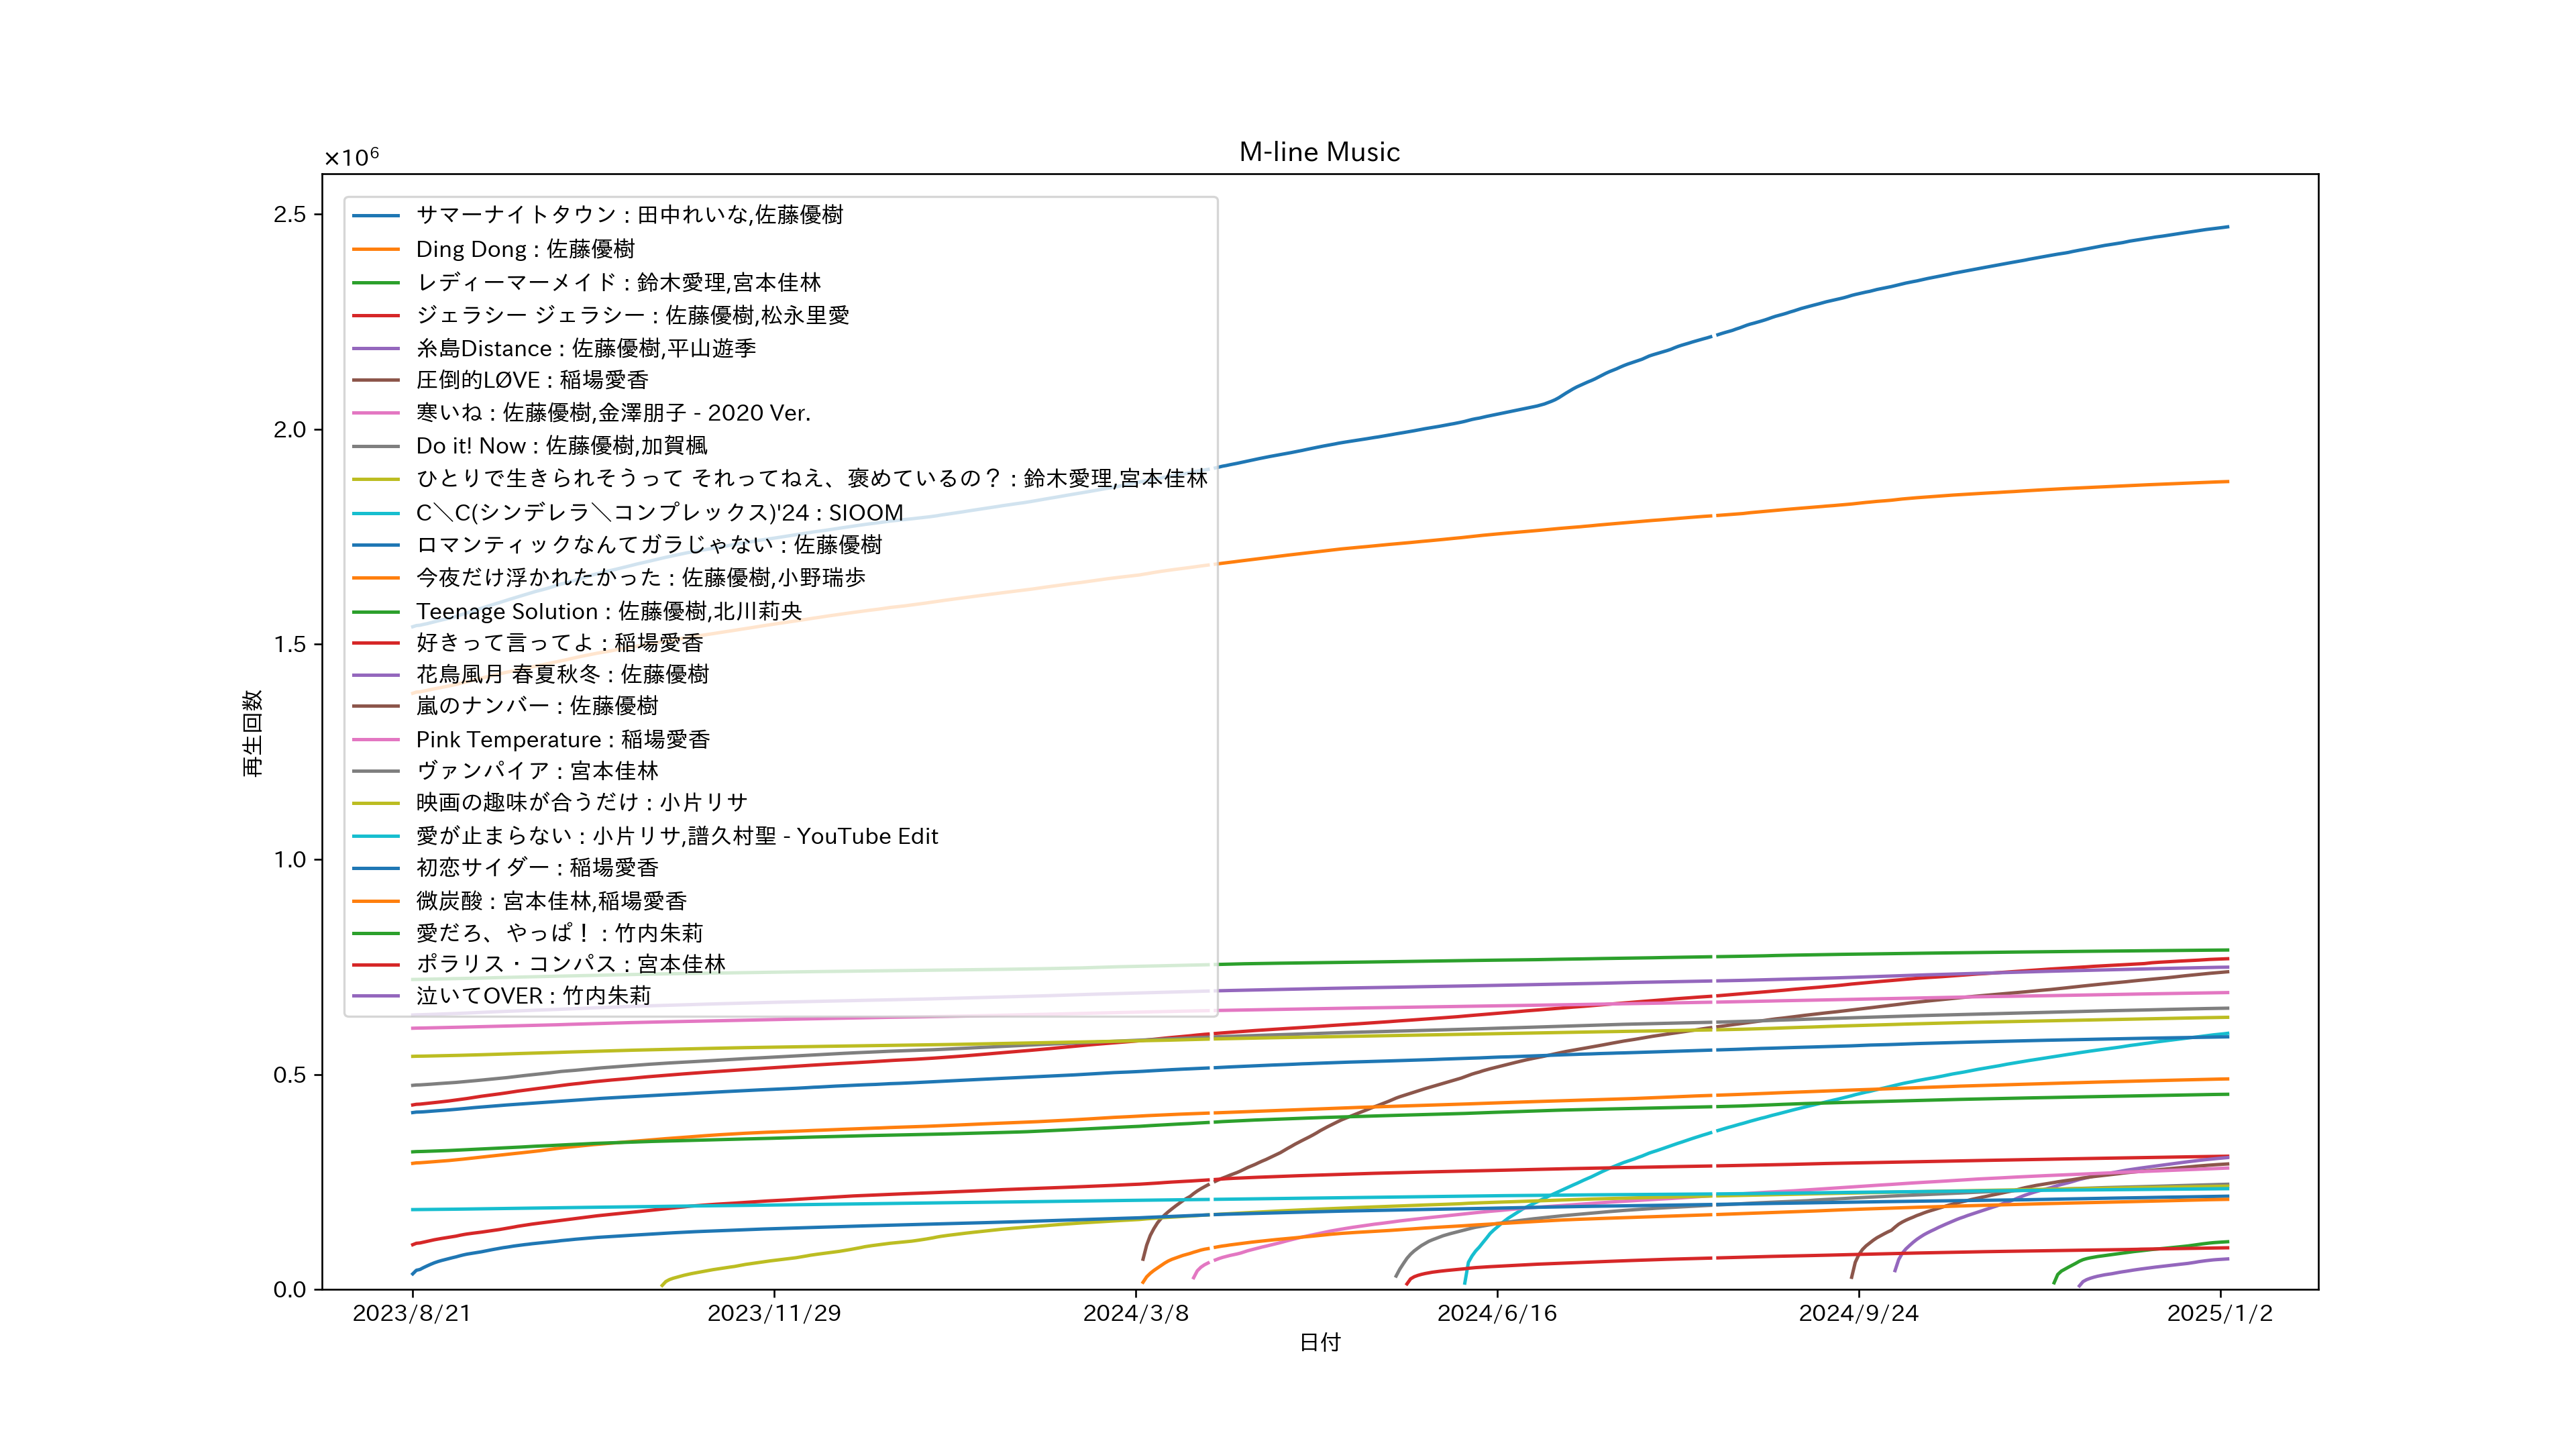 M-line Music
×10⁶
2.5
2.0
1.5
1.0
0.5
0.0
再生回数
サマーナイトタウン : 田中れいな,佐藤優樹
Ding Dong : 佐藤優樹
レディーマーメイド : 鈴木愛理,宮本佳林
ジェラシー ジェラシー : 佐藤優樹,松永里愛
糸島Distance : 佐藤優樹,平山遊季
圧倒的LØVE : 稲場愛香
寒いね : 佐藤優樹,金澤朋子 - 2020 Ver.
Do it! Now : 佐藤優樹,加賀楓
ひとりで生きられそうって それってねえ、褒めているの？ : 鈴木愛理,宮本佳林
C＼C(シンデレラ＼コンプレックス)'24 : SIOOM
ロマンティックなんてガラじゃない : 佐藤優樹
今夜だけ浮かれたかった : 佐藤優樹,小野瑞歩
Teenage Solution : 佐藤優樹,北川莉央
好きって言ってよ : 稲場愛香
花鳥風月 春夏秋冬 : 佐藤優樹
嵐のナンバー : 佐藤優樹
Pink Temperature : 稲場愛香
ヴァンパイア : 宮本佳林
映画の趣味が合うだけ : 小片リサ
愛が止まらない : 小片リサ,譜久村聖 - YouTube Edit
初恋サイダー : 稲場愛香
微炭酸 : 宮本佳林,稲場愛香
愛だろ、やっぱ！ : 竹内朱莉
ポラリス・コンパス : 宮本佳林
泣いてOVER : 竹内朱莉
2023/8/21
2023/11/29
2024/3/8
2024/6/16
2024/9/24
2025/1/2
日付